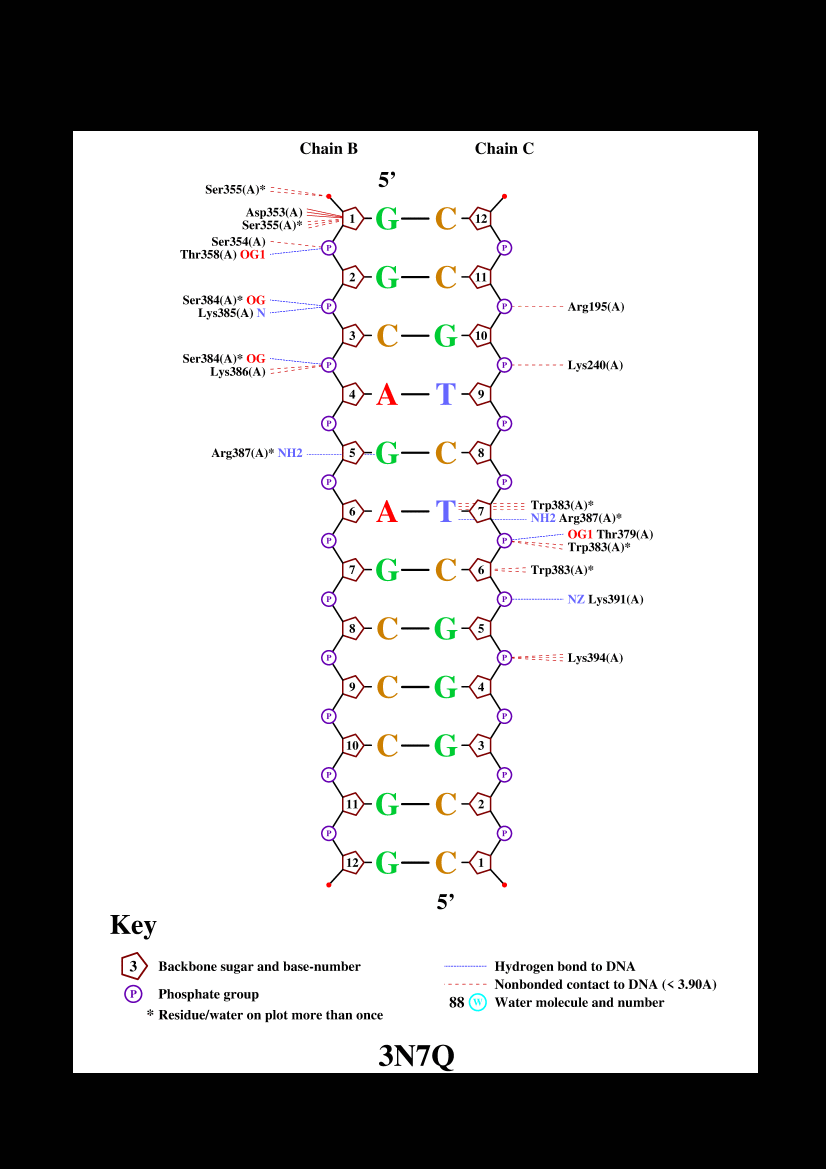 Chain B Chain C
5’
Ser355(A)*
Asp353(A)
1 G C 12
Ser355(A)*
Ser354(A)
P P
Thr358(A) OG1
2 G C 11
Ser384(A)* OG
P P Arg195(A)
Lys385(A) N
3 C G 10
Ser384(A)* OG
P P Lys240(A)
Lys386(A)
4 A T 9
P P
Arg387(A)* NH2 5 G C 8
P P
Trp383(A)*
6 A T 7
NH2 Arg387(A)*
OG1 Thr379(A)
P P
Trp383(A)*
7 G C 6 Trp383(A)*
P P NZ Lys391(A)
8 C G 5
P P Lys394(A)
9 C G 4
P P
10 C G 3
P P
11 G C 2
P P
12 G C 1
5’
Key
3 Backbone sugar and base-number
P Phosphate group
* Residue/water on plot more than once
Hydrogen bond to DNA
Nonbonded contact to DNA (< 3.90A)
88 W Water molecule and number
3N7Q